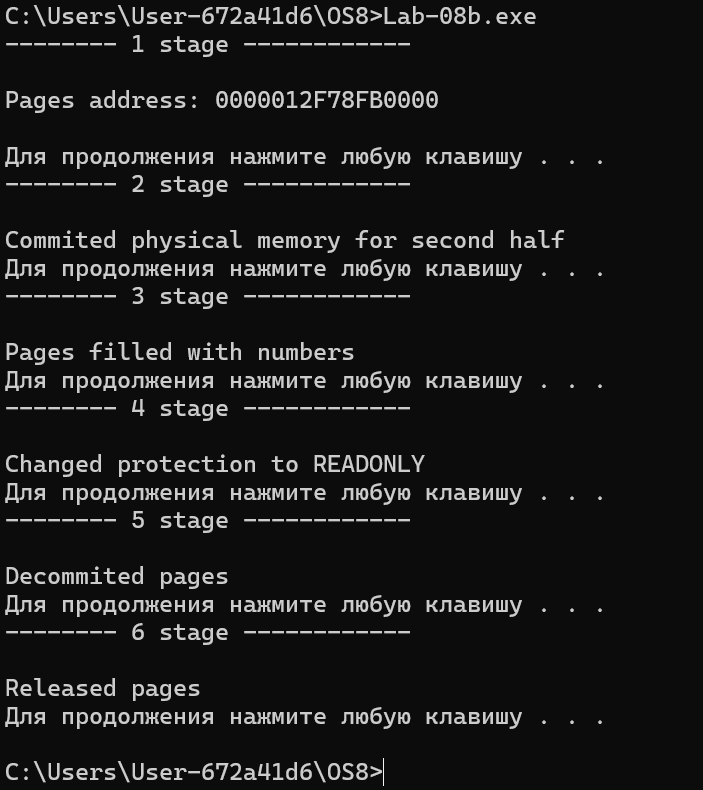 C:\Users\User-672a41d6\OS8>Lab-08b.exe
-------- 1 stage ------------
Pages address: 0000012F78FB0000
Для продолжения нажмите любую клавишу . . .
-------- 2 stage ------------
Commited physical memory for second half
Для продолжения нажмите любую клавишу . . .
-------- 3 stage ------------
Pages filled with numbers
Для продолжения нажмите любую клавишу . . .
-------- 4 stage ------------
Changed protection to READONLY
Для продолжения нажмите любую клавишу . . .
-------- 5 stage ------------
Decommited pages
Для продолжения нажмите любую клавишу . . .
-------- 6 stage ------------
Released pages
Для продолжения нажмите любую клавишу . . .
C:\Users\User-672a41d6\OS8>